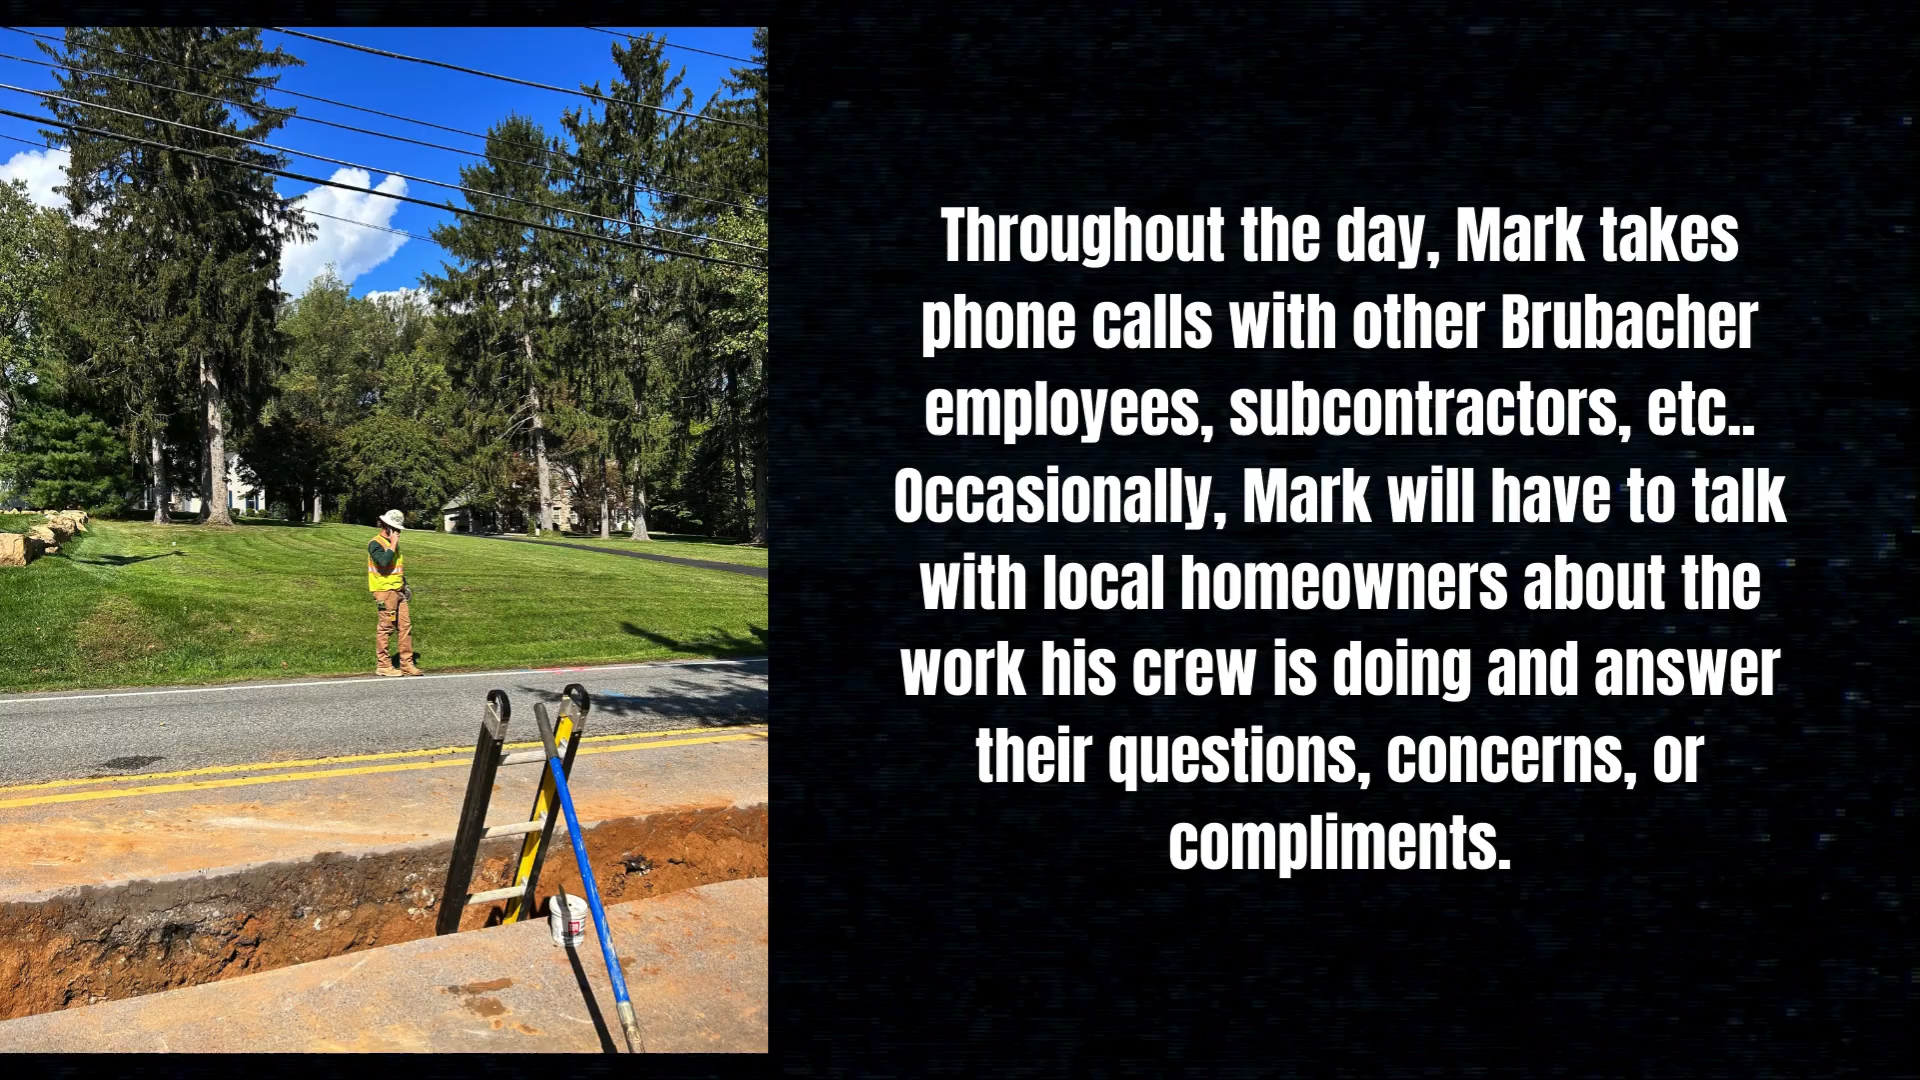 Throughout the day, Mark takes
phone calls with other Brubacher
employees, subcontractors, etc..
Occasionally, Mark will have to talk
with local homeowners about the
work his crew is doing and answer
their questions, concerns, or
compliments.